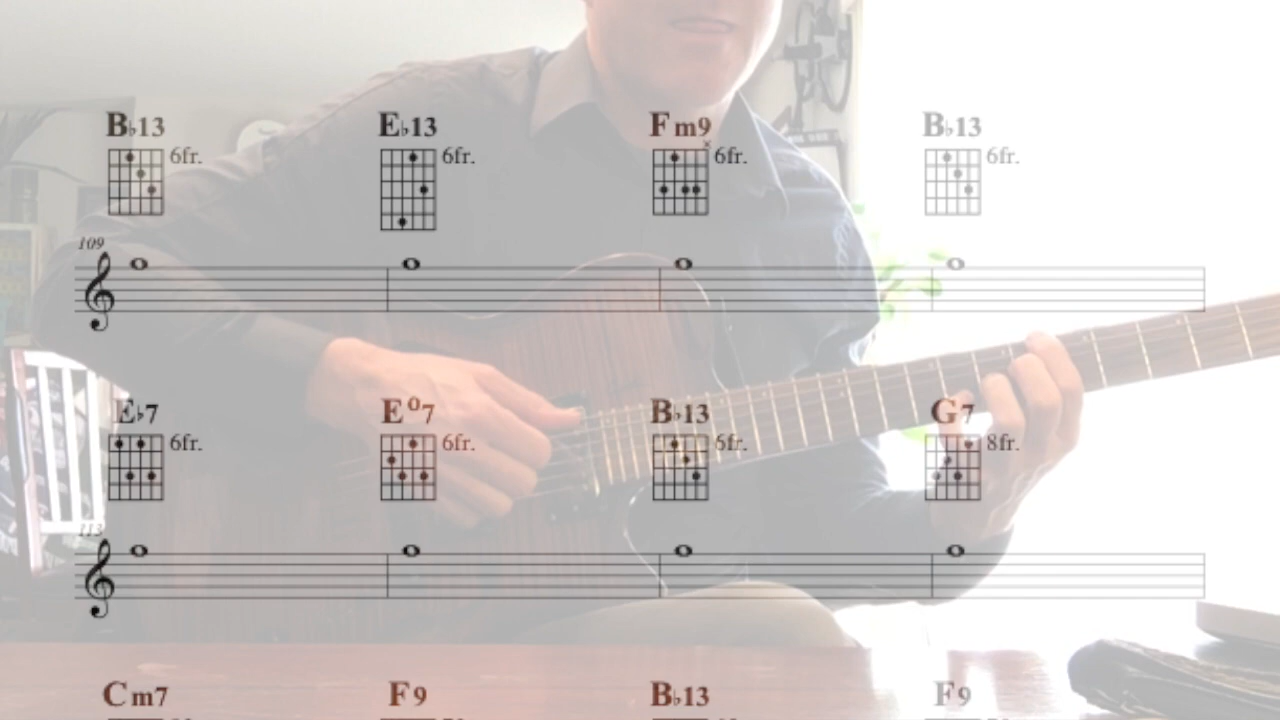 B♭13 E♭13 Fm9 B♭13
6fr. 6fr. x 6fr. 6fr.
109
E♭7 Eo7 B♭13 G7
6fr. 6fr. 6fr. 8fr.
113
Cm7 F9 B♭13 F9